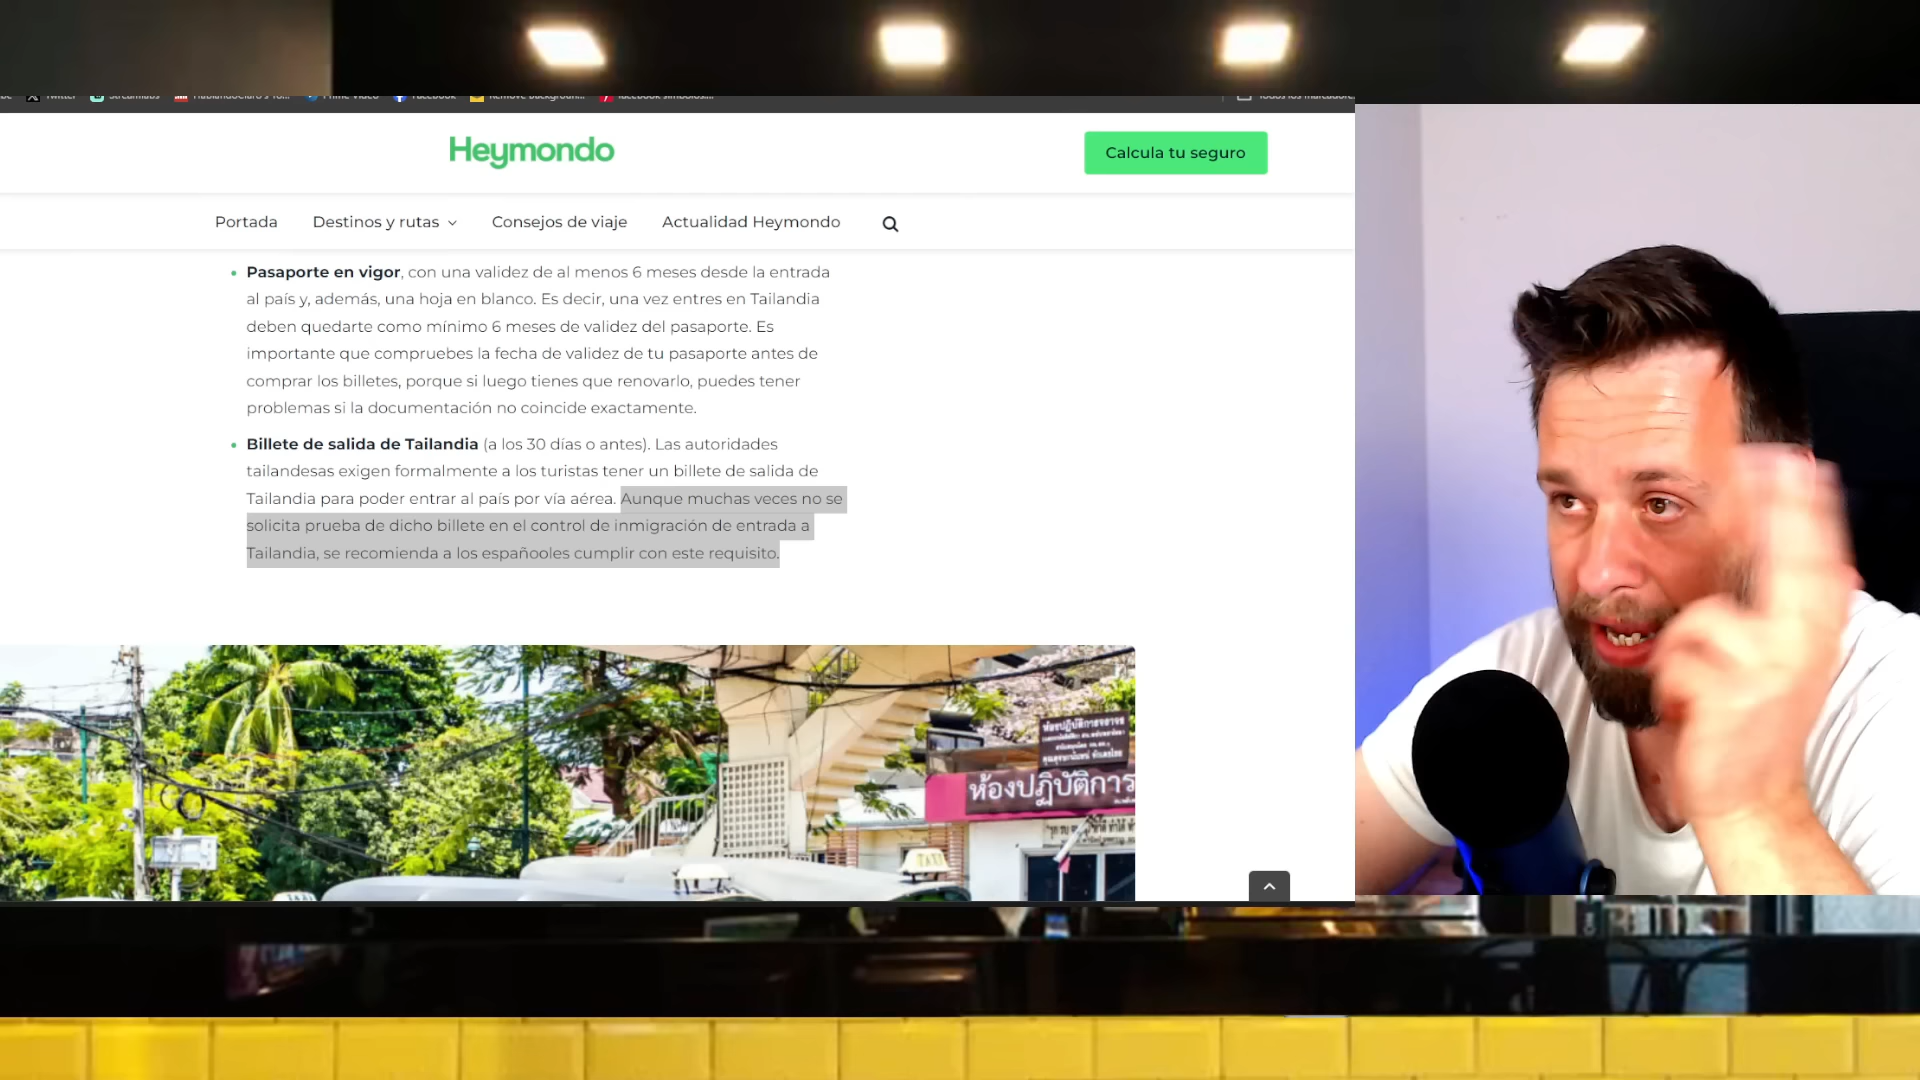 Heymondo
Calcula tu seguro
Portada Destinos y rutas Consejos de viaje Actualidad Heymondo
Pasaporte en vigor, con una validez de al menos 6 meses desde la entrada
al país y, además, una hoja en blanco. Es decir, una vez entres en Tailandia
deben quedarte como mínimo 6 meses de validez del pasaporte. Es
importante que compruebes la fecha de validez de tu pasaporte antes de
comprar los billetes, porque si luego tienes que renovarlo, puedes tener
problemas si la documentación no coincide exactamente.
Billete de salida de Tailandia (a los 30 días o antes). Las autoridades
tailandesas exigen formalmente a los turistas tener un billete de salida de
Tailandia para poder entrar al país por vía aérea. Aunque muchas veces no se
solicita prueba de dicho billete en el control de inmigración de entrada a
Tailandia, se recomienda a los españooles cumplir con este requisito.
ห้องปฏิบัติการ
TAXI